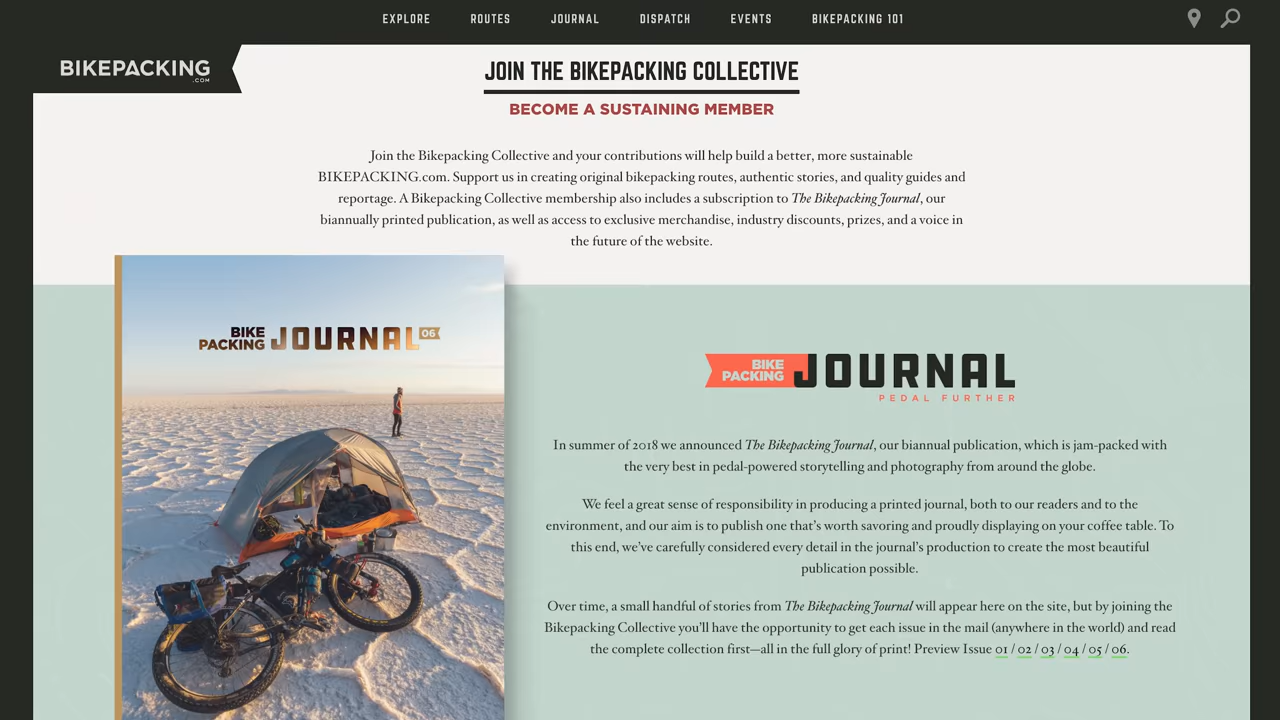 EXPLORE ROUTES JOURNAL DISPATCH EVENTS BIKEPACKING 101
BIKEPACKING
.COM
JOIN THE BIKEPACKING COLLECTIVE
BECOME A SUSTAINING MEMBER
Join the Bikepacking Collective and your contributions will help build a better, more sustainable
BIKEPACKING.com. Support us in creating original bikepacking routes, authentic stories, and quality guides and
reportage. A Bikepacking Collective membership also includes a subscription to The Bikepacking Journal, our
biannually printed publication, as well as access to exclusive merchandise, industry discounts, prizes, and a voice in
the future of the website.
BIKE
PACKING JOURNAL 06
BIKE
PACKING JOURNAL
PEDAL FURTHER
In summer of 2018 we announced The Bikepacking Journal, our biannual publication, which is jam-packed with
the very best in pedal-powered storytelling and photography from around the globe.
We feel a great sense of responsibility in producing a printed journal, both to our readers and to the
environment, and our aim is to publish one that's worth savoring and proudly displaying on your coffee table. To
this end, we've carefully considered every detail in the journal's production to create the most beautiful
publication possible.
Over time, a small handful of stories from The Bikepacking Journal will appear here on the site, but by joining the
Bikepacking Collective you'll have the opportunity to get each issue in the mail (anywhere in the world) and read
the complete collection first—all in the full glory of print! Preview Issue 01 / 02 / 03 / 04 / 05 / 06.